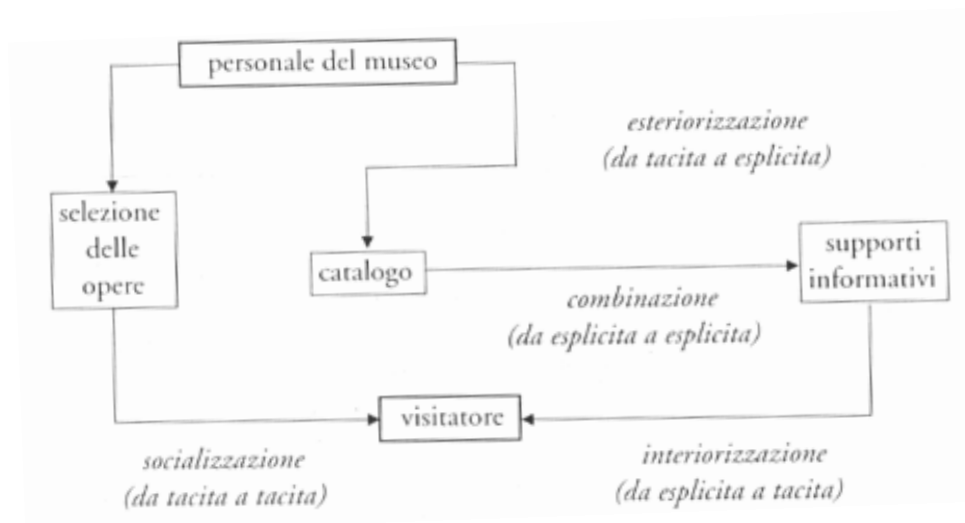 personale del museo
esteriorizzazione
(da tacita a esplicita)
selezione
delle
opere
catalogo
supporti
informativi
combinazione
(da esplicita a esplicita)
visitatore
socializzazione
(da tacita a tacita)
interiorizzazione
(da esplicita a tacita)